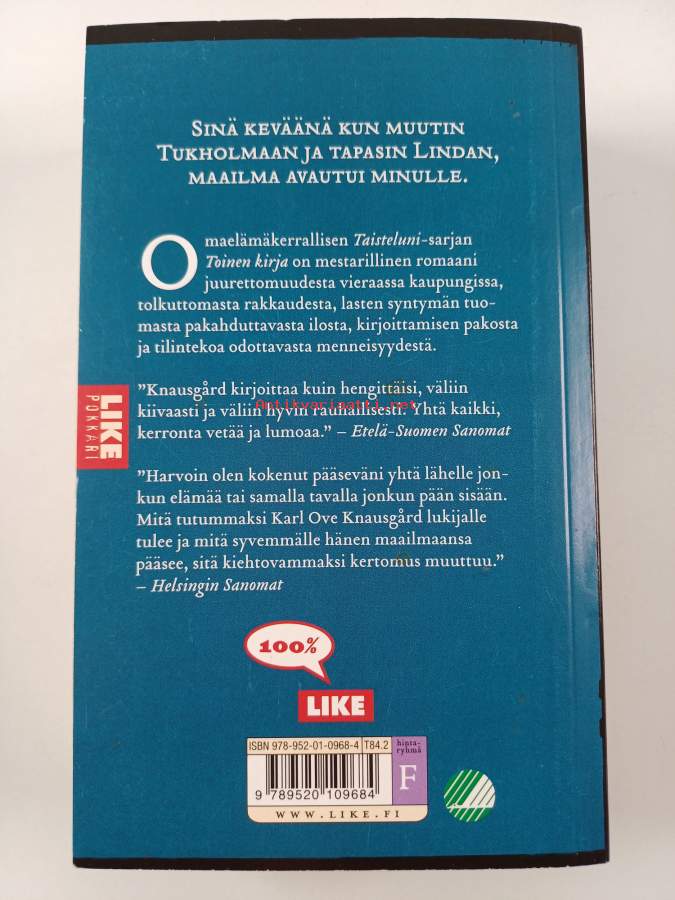 Sinä keväänä kun muutin
Tukholmaan ja tapasin Lindan,
maailma avautui minulle.
Omaelämäkerrallisen Taisteluni-sarjan
Toinen kirja on mestarillinen romaani
juurettomuudesta vieraassa kaupungissa,
tolkuttomasta rakkaudesta, lasten syntymän tuo-
masta pakahduttavasta ilosta, kirjoittamisen pakosta
ja tilintekoa odottavasta menneisyydestä.
”Knausgård kirjoittaa kuin hengittäisi, väliin
Antikvariaatti.net
kiivaasti ja väliin hyvin rauhallisesti. Yhtä kaikki,
kerronta vetää ja lumoaa.” – Etelä-Suomen Sanomat
LIKE
POKKARI
”Harvoin olen kokenut pääseväni yhtä lähelle jon-
kun elämää tai samalla tavalla jonkun pään sisään.
Mitä tutummaksi Karl Ove Knausgård lukijalle
tulee ja mitä syvemmälle hänen maailmaansa
pääsee, sitä kiehtovammaksi kertomus muuttuu.”
– Helsingin Sanomat
100%
LIKE
ISBN 978-952-01-0968-4 T84.2
hinta-
ryhmä
F
9 789520 109684
WWW.LIKE.FI